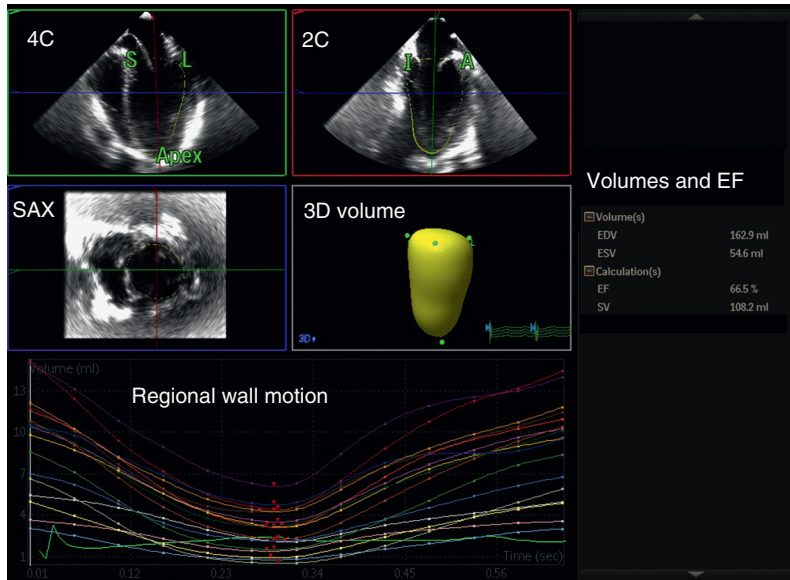 4C
S L
Apex
2C
I A
SAX
3D volume
3D
Volumes and EF
Volume(s)
EDV 162.9 ml
ESV 54.6 ml
Calculation(s)
EF 66.5 %
SV 108.2 ml
Volume (ml)
Regional wall motion
13
10
7
4
1
Time (sec)
0.01 0.12 0.23 0.34 0.45 0.56